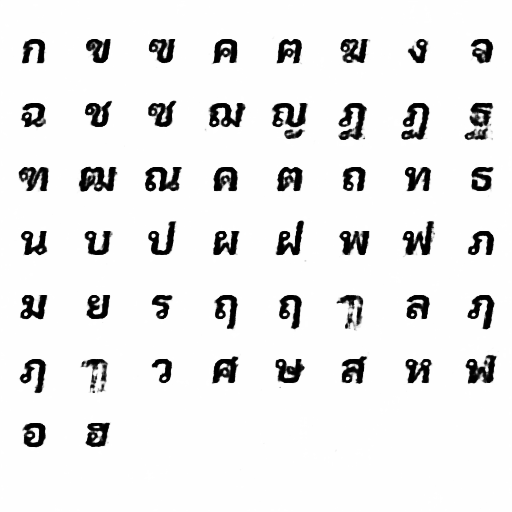 ก ข ฃ ค ฅ ฆ ง จ
ฉ ช ซ ฌ ญ ฎ ฏ ฐ
ฑ ฒ ณ ด ต ถ ท ธ
น บ ป ผ ฝ พ ฟ ภ
ม ย ร ฤ ฤ ล ฦ
ฦ ว ศ ษ ส ห ฬ
อ ฮ